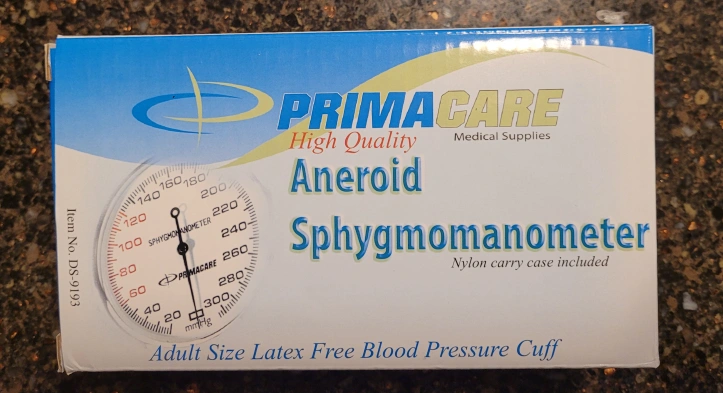 PRIMACARE
Medical Supplies
High Quality
Aneroid
Sphygmomanometer
Nylon carry case included
20 40 60 80 100 120 140 160 180 200 220 240 260 280 300
SPHYGMOMANOMETER
PRIMACARE
mmHg
Item No. DS-9193
Adult Size Latex Free Blood Pressure Cuff